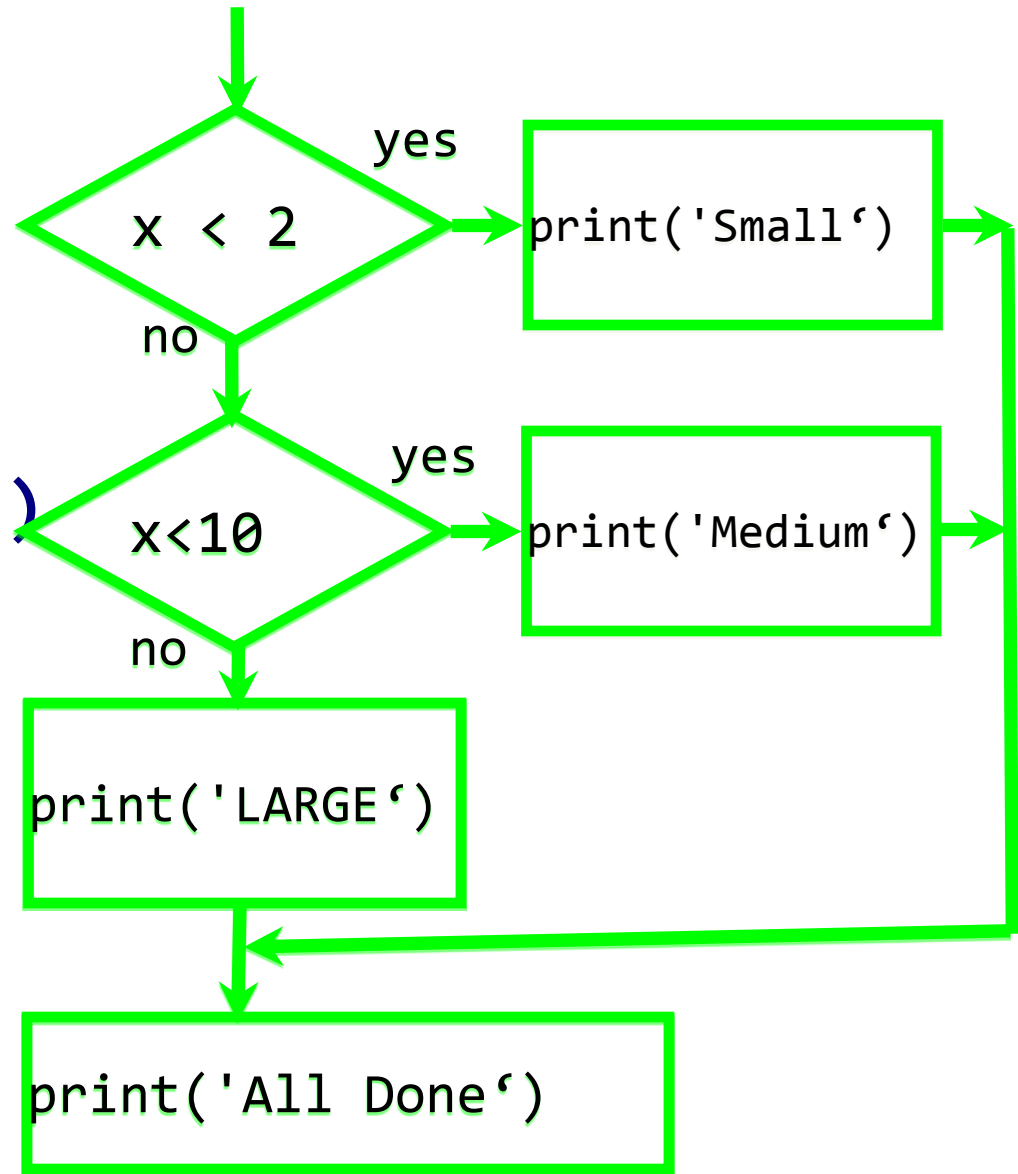 yes
x < 2
print('Small‘)
no
yes
x<10
print('Medium‘)
no
print('LARGE‘)
print('All Done‘)